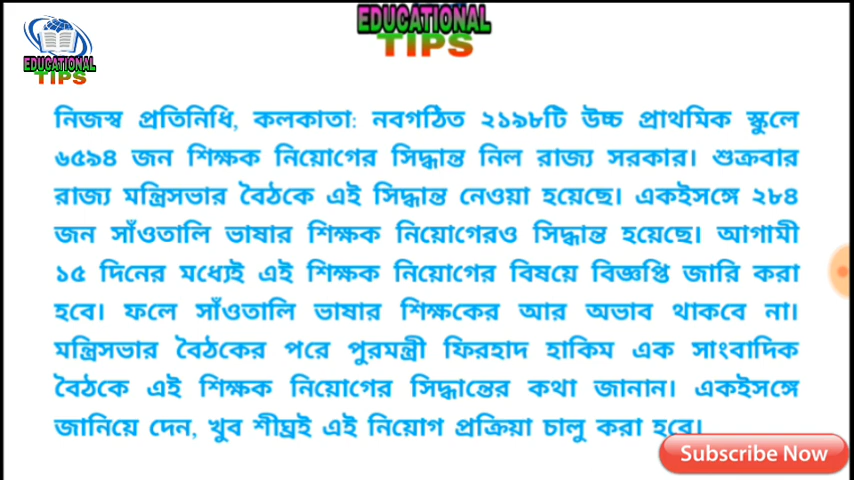 EDUCATIONAL
TIPS
EDUCATIONAL
TIPS
নিজস্ব প্রতিনিধি, কলকাতা: নবগঠিত ২১৯৮টি উচ্চ প্রাথমিক স্কুলে
৬৫৯৪ জন শিক্ষক নিয়োগের সিদ্ধান্ত নিল রাজ্য সরকার। শুক্রবার
রাজ্য মন্ত্রিসভার বৈঠকে এই সিদ্ধান্ত নেওয়া হয়েছে। একইসঙ্গে ২৮৪
জন সাঁওতালি ভাষার শিক্ষক নিয়োগেরও সিদ্ধান্ত হয়েছে। আগামী
১৫ দিনের মধ্যেই এই শিক্ষক নিয়োগের বিষয়ে বিজ্ঞপ্তি জারি করা
হবে। ফলে সাঁওতালি ভাষার শিক্ষকের আর অভাব থাকবে না।
মন্ত্রিসভার বৈঠকের পরে পুরমন্ত্রী ফিরহাদ হাকিম এক সাংবাদিক
বৈঠকে এই শিক্ষক নিয়োগের সিদ্ধান্তের কথা জানান। একইসঙ্গে
জানিয়ে দেন, খুব শীঘ্রই এই নিয়োগ প্রক্রিয়া চালু করা হবে।
Subscribe Now